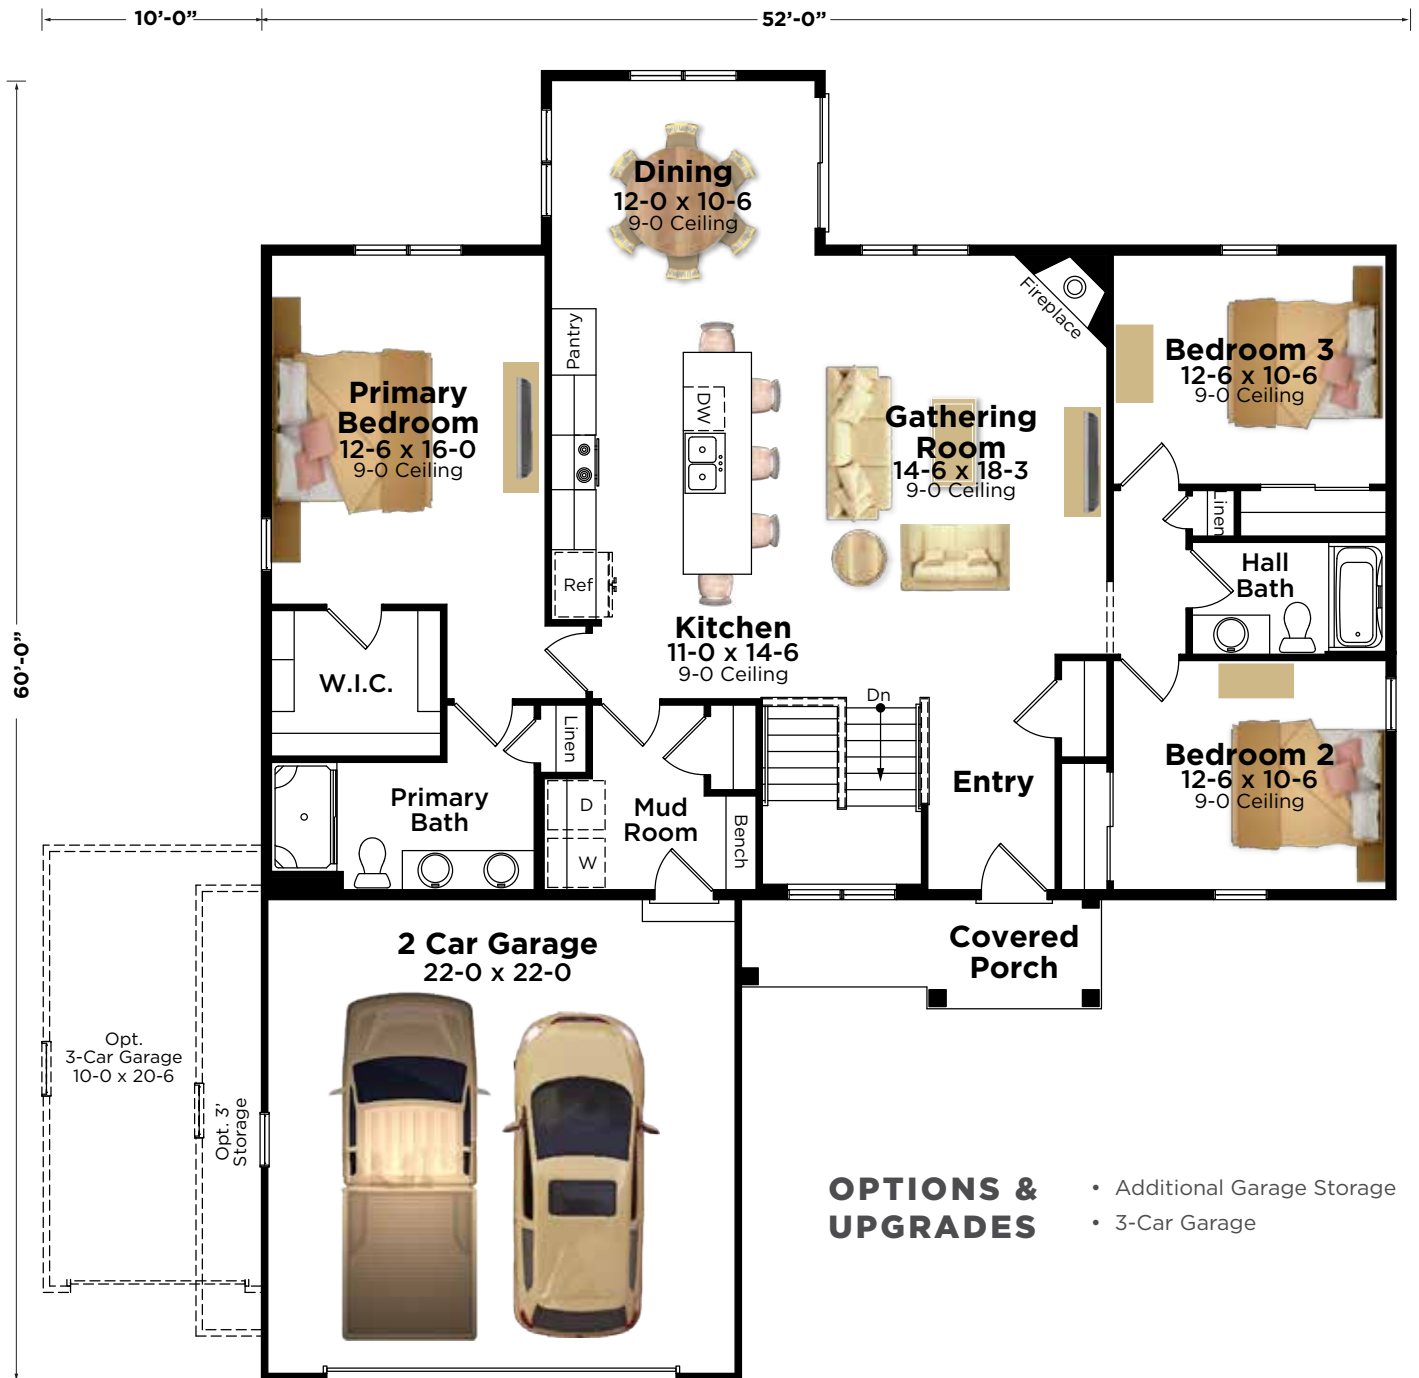 10’-0”
52’-0”
60’-0”
Dining
12-0 x 10-6
9-0 Ceiling
Fireplace
Pantry
DW
Ref
Primary
Bedroom
12-6 x 16-0
9-0 Ceiling
Gathering
Room
14-6 x 18-3
9-0 Ceiling
Bedroom 3
12-6 x 10-6
9-0 Ceiling
Linen
Hall
Bath
Kitchen
11-0 x 14-6
9-0 Ceiling
W.I.C.
Dn
Linen
Primary
Bath
D
W
Mud
Room
Bench
Entry
Bedroom 2
12-6 x 10-6
9-0 Ceiling
2 Car Garage
22-0 x 22-0
Covered
Porch
Opt.
3-Car Garage
10-0 x 20-6
Opt. 3’
Storage
OPTIONS &
UPGRADES
• Additional Garage Storage
• 3-Car Garage